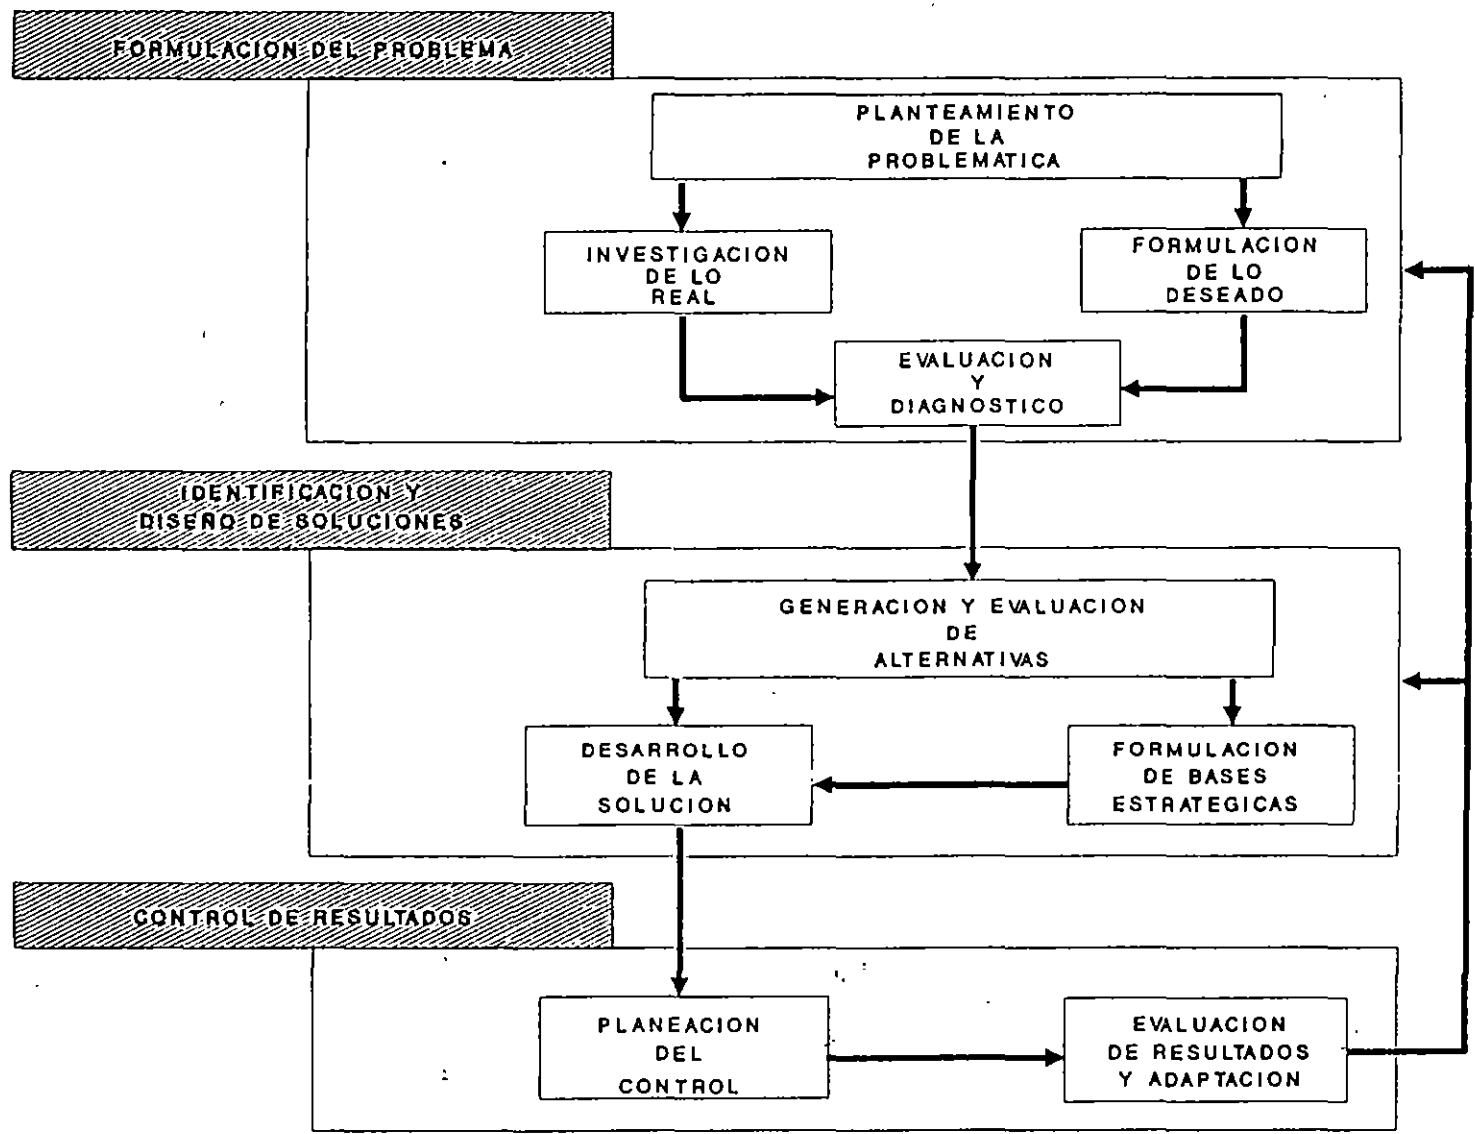 FORMULACION DEL PROBLEMA
PLANTEAMIENTO
DE LA
PROBLEMATICA
INVESTIGACION
DE LO
REAL
FORMULACION
DE LO
DESEADO
EVALUACION
Y
DIAGNOSTICO
IDENTIFICACION Y
DISEÑO DE SOLUCIONES
GENERACION Y EVALUACION
DE
ALTERNATIVAS
DESARROLLO
DE LA
SOLUCION
FORMULACION
DE BASES
ESTRATEGICAS
CONTROL DE RESULTADOS
PLANEACION
DEL
CONTROL
EVALUACION
DE RESULTADOS
Y ADAPTACION